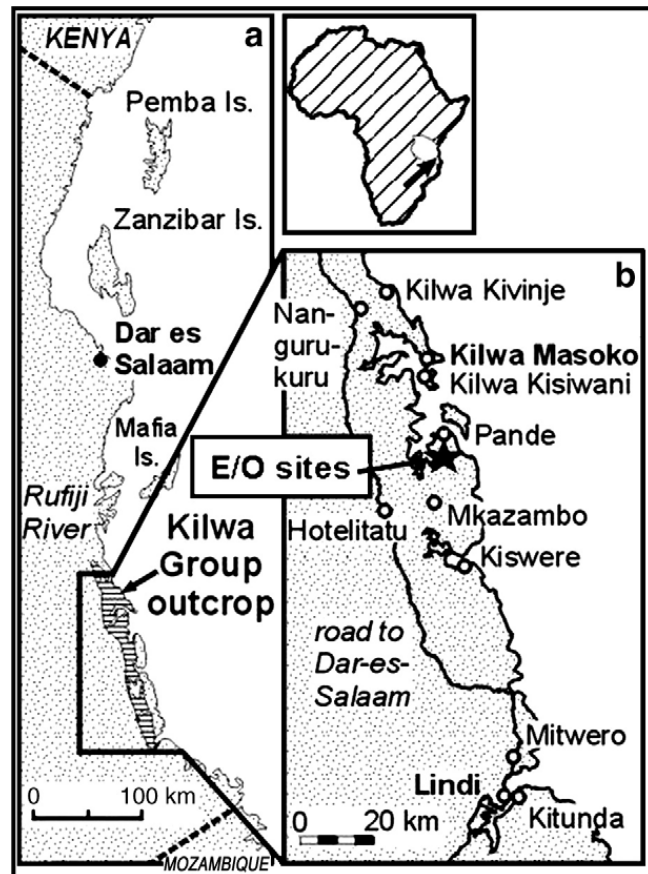 KENYA
a
Pemba Is.
Zanzibar Is.
Dar es
Salaam
Mafia
Is.
Rufiji
River
Kilwa
Group
outcrop
0 100 km
MOZAMBIQUE
b
Kilwa Kivinje
Nan-
guru-
kuru
Kilwa Masoko
Kilwa Kisiwani
Pande
E/O sites
Hotelitatu
Mkazambo
Kiswere
road to
Dar-es-
Salaam
Mitwero
Lindi
Kitunda
0 20 km